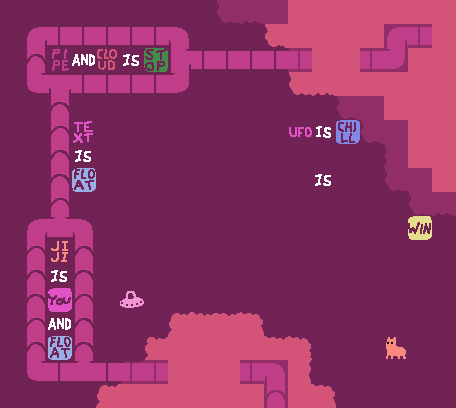 PIPE AND CLOUD IS STOP
TEXT IS FLOAT
UFO IS CHILL
IS
WIN
JIJI IS YOU AND FLOAT